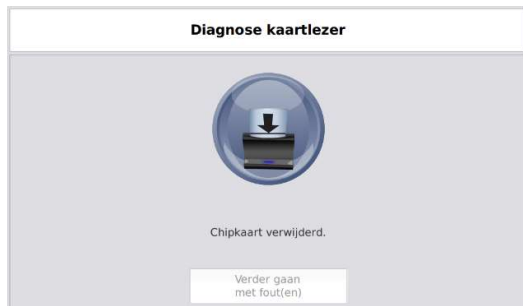 Diagnose kaartlezer
Chipkaart verwijderd.
Verder gaan
met fout(en)